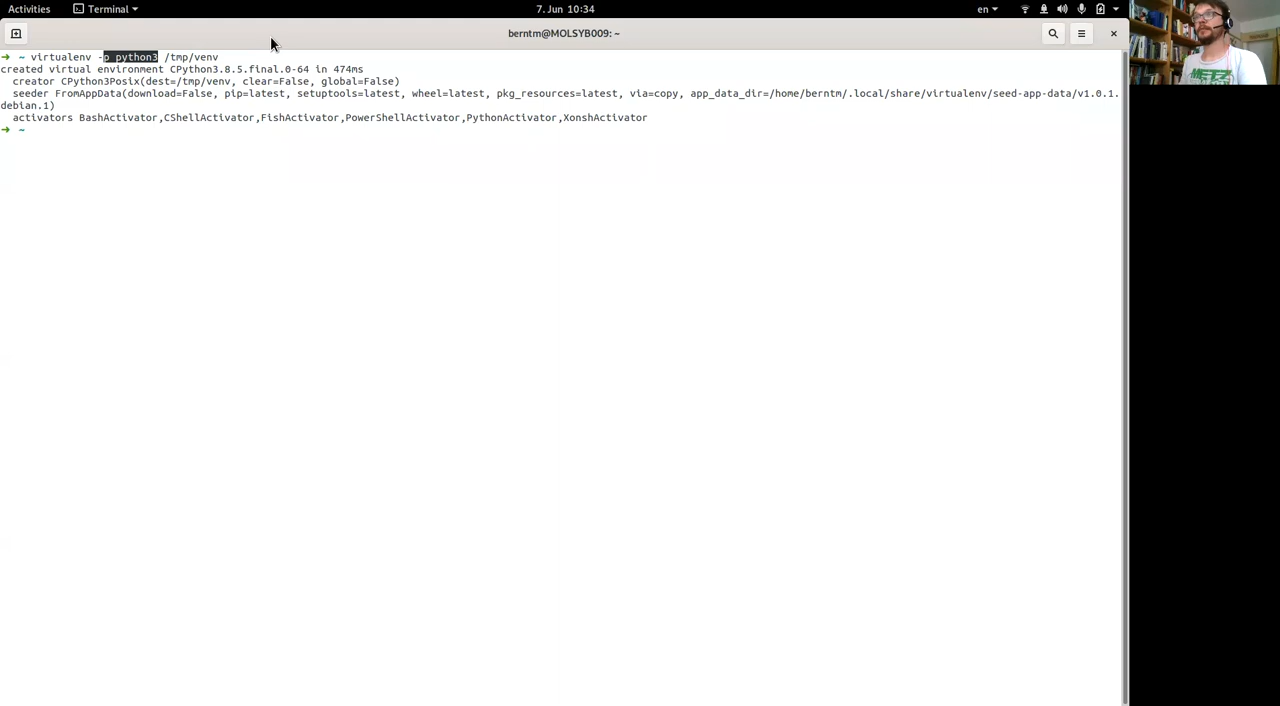 Activities Terminal 7. Jun 10:34 en
berntm@MOLSYB009: ~
➜ ~ virtualenv -p python3 /tmp/venv
created virtual environment CPython3.8.5.final.0-64 in 474ms
creator CPython3Posix(dest=/tmp/venv, clear=False, global=False)
seeder FromAppData(download=False, pip=latest, setuptools=latest, wheel=latest, pkg_resources=latest, via=copy, app_data_dir=/home/berntm/.local/share/virtualenv/seed-app-data/v1.0.1.
debian.1)
activators BashActivator,CShellActivator,FishActivator,PowerShellActivator,PythonActivator,XonshActivator
➜ ~